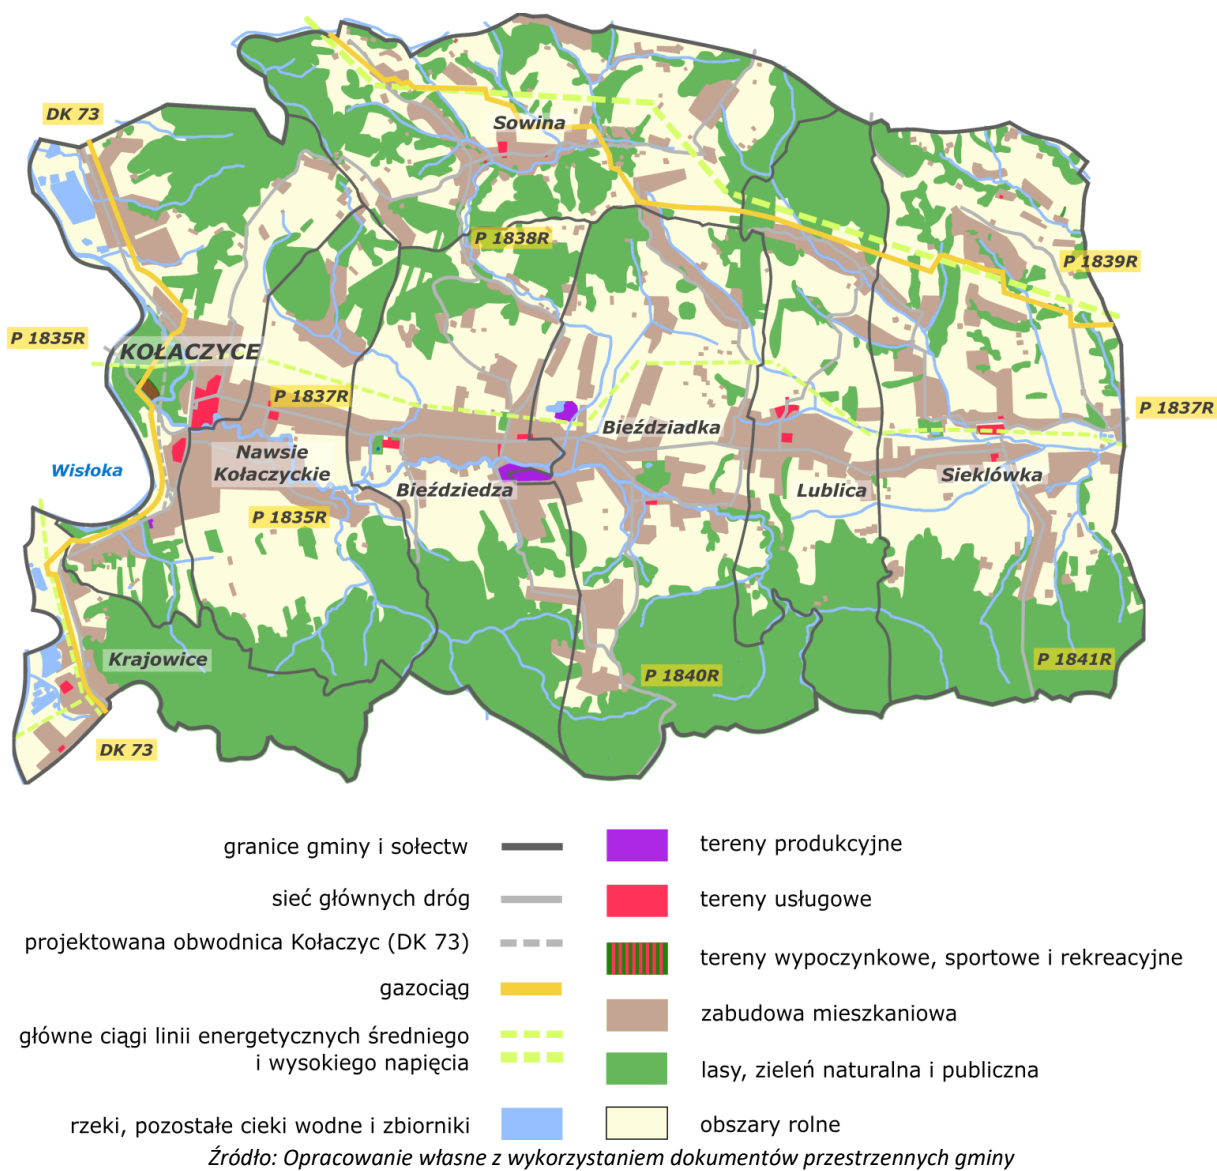 DK 73
Sowina
P 1838R
P 1839R
P 1835R
KOŁACZYCE
P 1837R
P 1837R
Bieździadka
Nawsie
Kołaczyckie
Wisłoka
Bieździedza
Lublica
Sieklówka
P 1835R
Krajowice
P 1840R
P 1841R
DK 73
granice gminy i sołectw
tereny produkcyjne
sieć głównych dróg
tereny usługowe
projektowana obwodnica Kołaczyc (DK 73)
tereny wypoczynkowe, sportowe i rekreacyjne
gazociąg
zabudowa mieszkaniowa
główne ciągi linii energetycznych średniego
i wysokiego napięcia
lasy, zieleń naturalna i publiczna
rzeki, pozostałe cieki wodne i zbiorniki
obszary rolne
Źródło: Opracowanie własne z wykorzystaniem dokumentów przestrzennych gminy